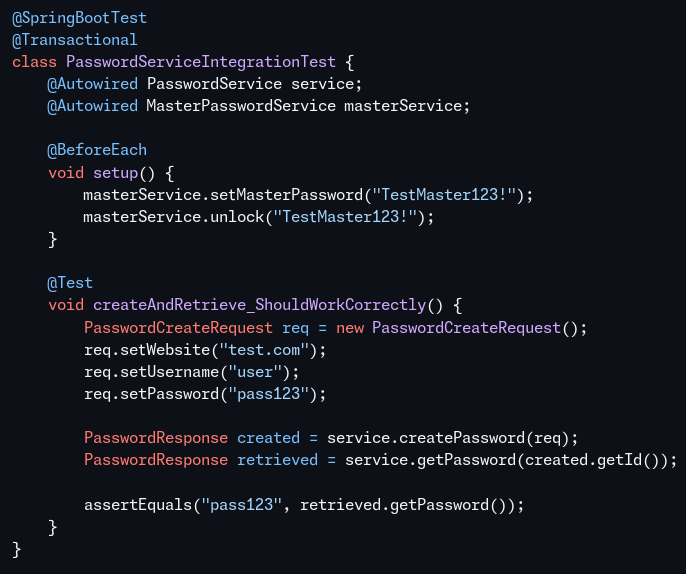 @SpringBootTest
@Transactional
class PasswordServiceIntegrationTest {
    @Autowired PasswordService service;
    @Autowired MasterPasswordService masterService;

    @BeforeEach
    void setup() {
        masterService.setMasterPassword("TestMaster123!");
        masterService.unlock("TestMaster123!");
    }

    @Test
    void createAndRetrieve_ShouldWorkCorrectly() {
        PasswordCreateRequest req = new PasswordCreateRequest();
        req.setWebsite("test.com");
        req.setUsername("user");
        req.setPassword("pass123");

        PasswordResponse created = service.createPassword(req);
        PasswordResponse retrieved = service.getPassword(created.getId());

        assertEquals("pass123", retrieved.getPassword());
    }
}